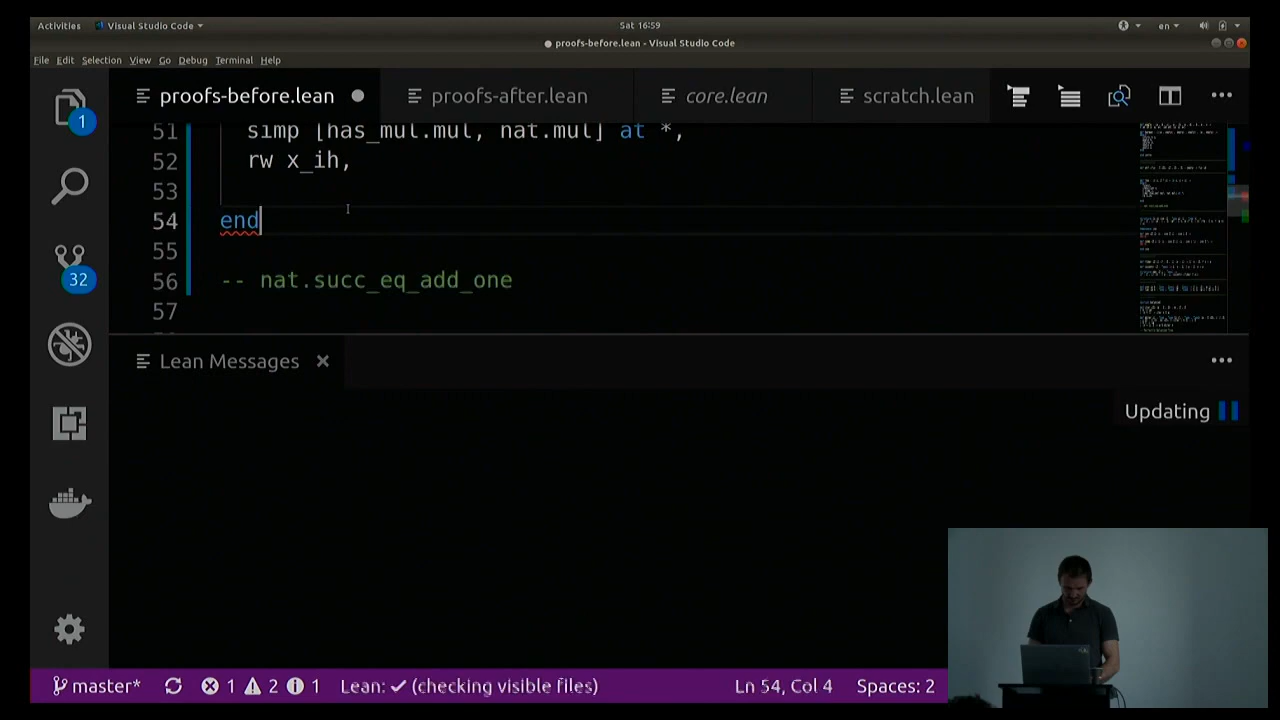 Activities Visual Studio Code Sat 16:59 en
proofs-before.lean - Visual Studio Code
File Edit Selection View Go Debug Terminal Help
proofs-before.lean proofs-after.lean core.lean scratch.lean
51 simp [has_mul.mul, nat.mul] at *,
52 rw x_ih,
53
54 end
55
56 -- nat.succ_eq_add_one
57
1
32
Lean Messages
Updating
master* 1 2 1 Lean: ✓ (checking visible files) Ln 54, Col 4 Spaces: 2